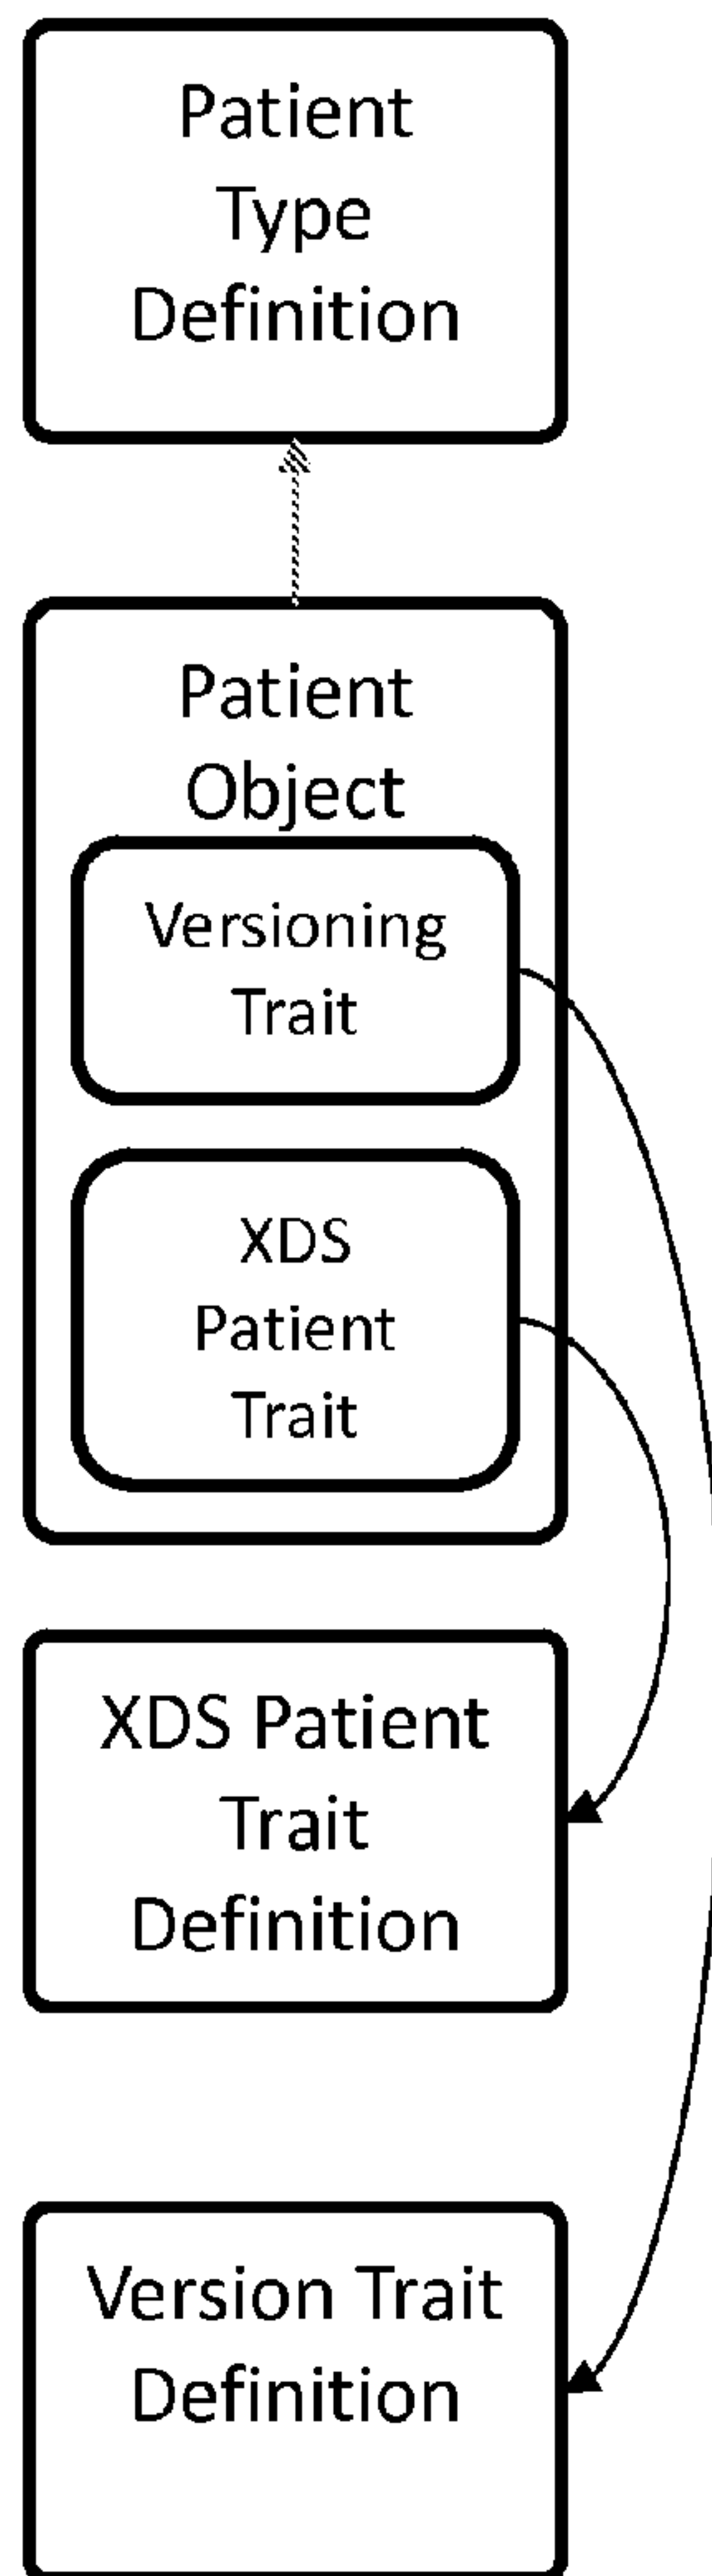 Patient
Type
Definition
Patient
Object
Versioning
Trait
XDS
Patient
Trait
XDS Patient
Trait
Definition
Version Trait
Definition